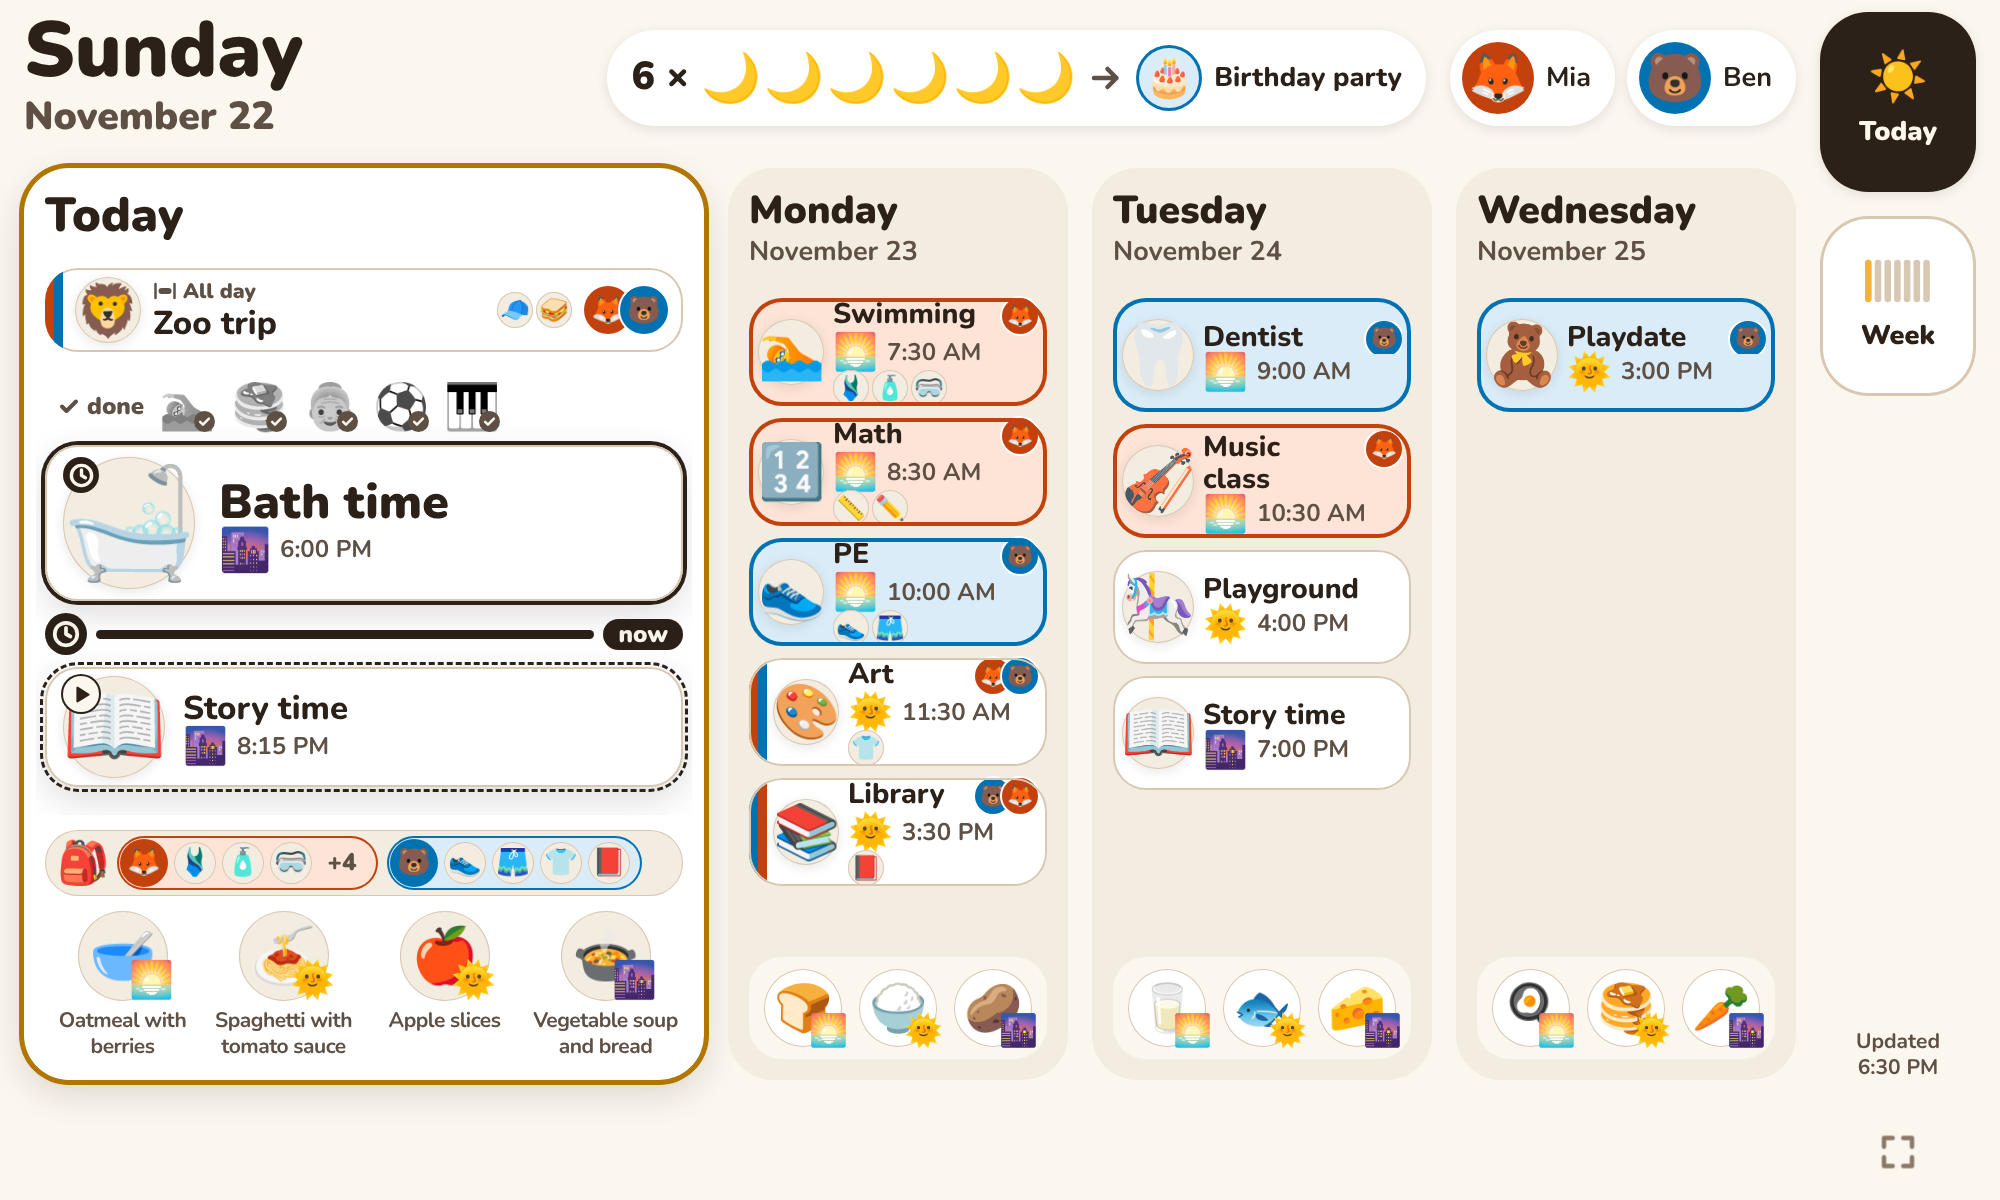 Sunday
November 22
6 × → Birthday party
Mia
Ben
Today
Week
Today
All day
Zoo trip
done
Bath time
6:00 PM
now
Story time
8:15 PM
+4
Oatmeal with
berries
Spaghetti with
tomato sauce
Apple slices
Vegetable soup
and bread
Monday
November 23
Swimming
7:30 AM
Math
8:30 AM
1 2
3 4
PE
10:00 AM
Art
11:30 AM
Library
3:30 PM
Tuesday
November 24
Dentist
9:00 AM
Music
class
10:30 AM
Playground
4:00 PM
Story time
7:00 PM
Wednesday
November 25
Playdate
3:00 PM
Updated
6:30 PM